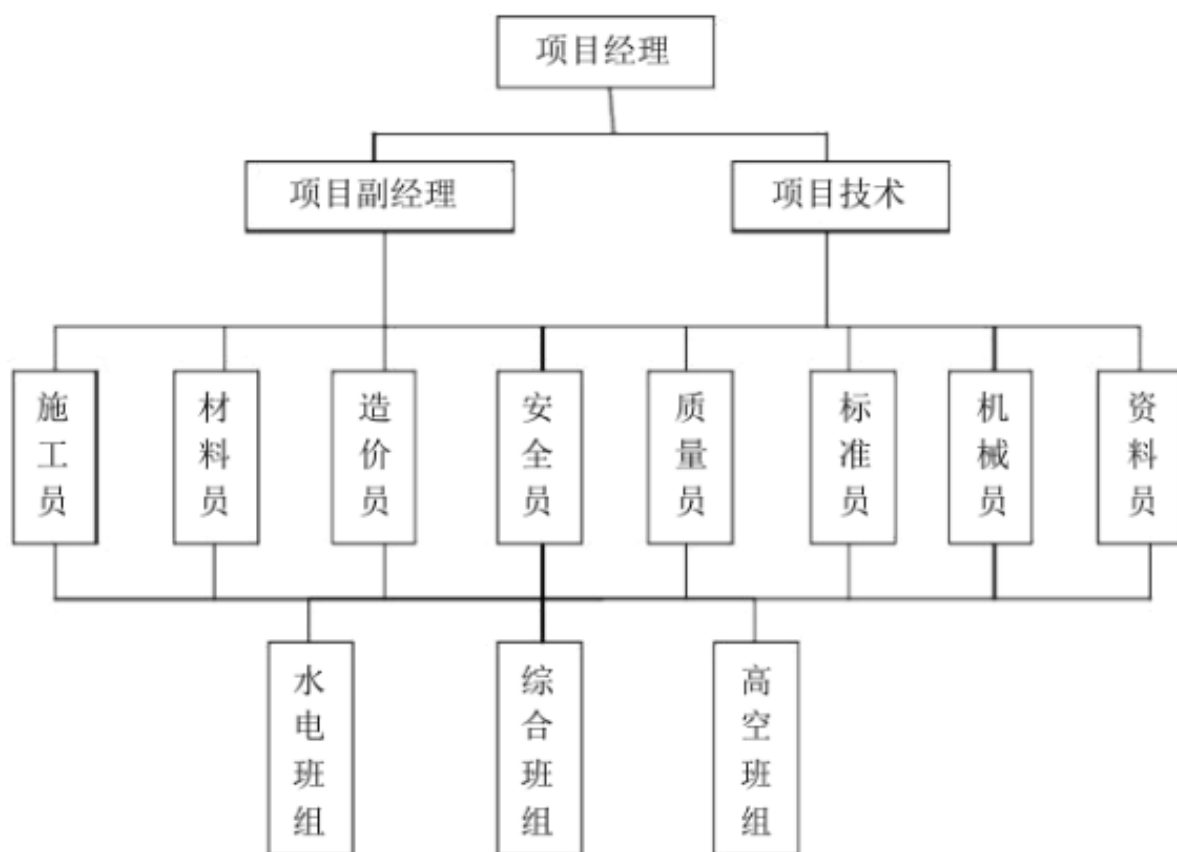 项目经理
项目副经理
项目技术
施工员
材料员
造价员
安全员
质量员
标准员
机械员
资料员
水电班组
综合班组
高空班组